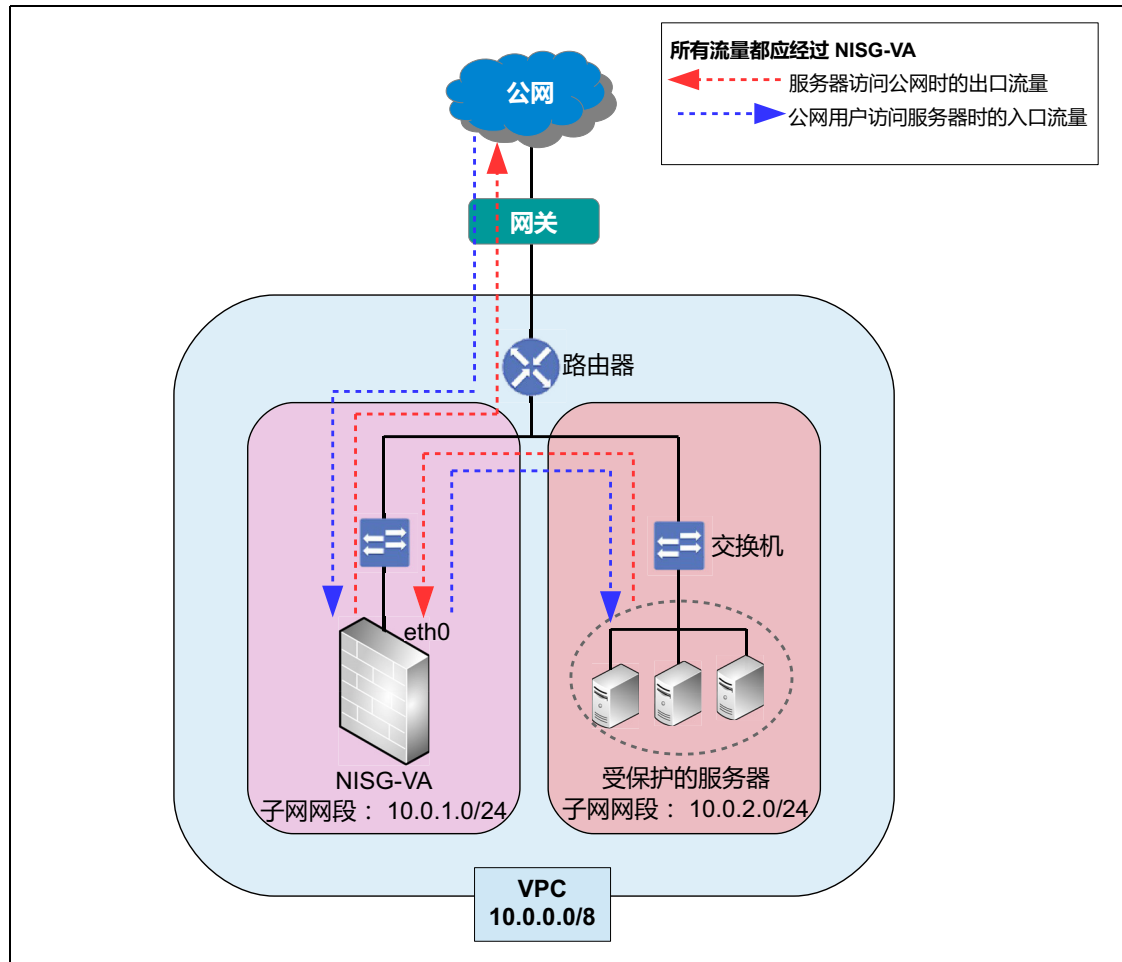 所有流量都应经过 NISG-VA
服务器访问公网时的出口流量
公网用户访问服务器时的入口流量
公网
网关
路由器
交换机
eth0
NISG-VA
子网网段： 10.0.1.0/24
受保护的服务器
子网网段： 10.0.2.0/24
VPC
10.0.0.0/8